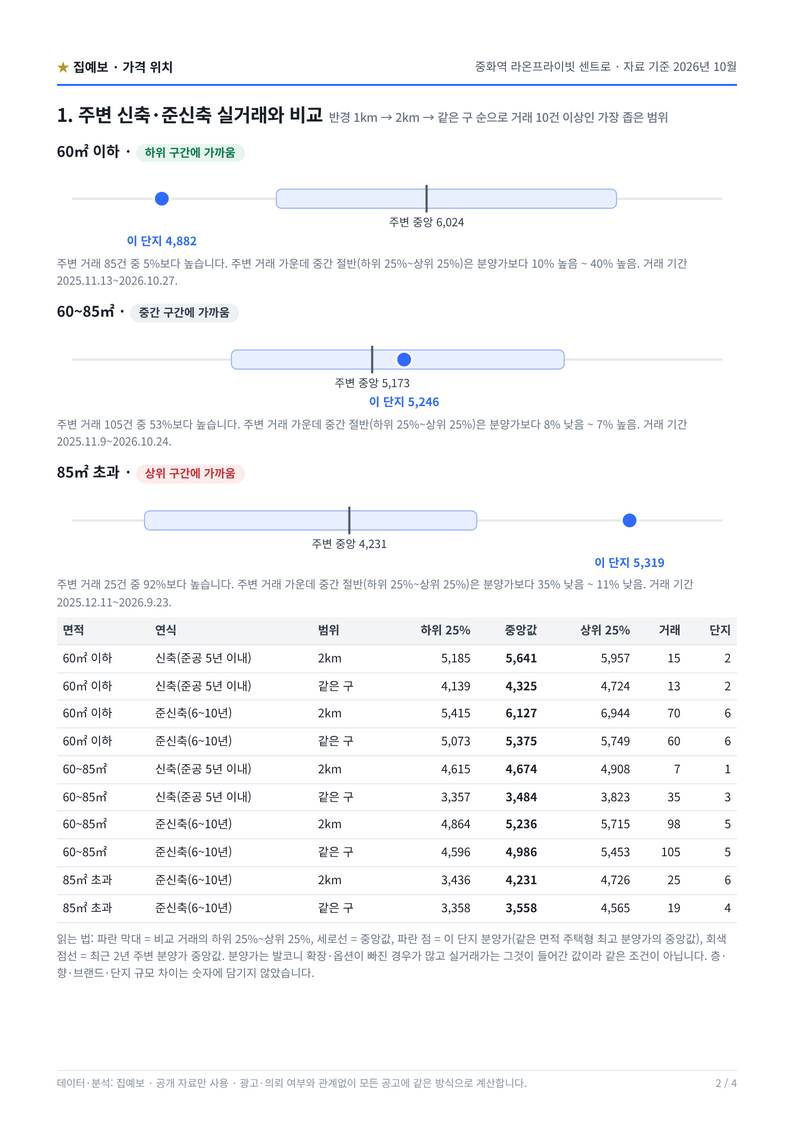 ★ 집예보 · 가격 위치
중화역 라온프라이빗 센트로 · 자료 기준 2026년 10월
1. 주변 신축·준신축 실거래와 비교 반경 1km → 2km → 같은 구 순으로 거래 10건 이상인 가장 좁은 범위
60㎡ 이하 · 하위 구간에 가까움
주변 중앙 6,024
이 단지 4,882
주변 거래 85건 중 5%보다 높습니다. 주변 거래 가운데 중간 절반(하위 25%~상위 25%)은 분양가보다 10% 높음 ~ 40% 높음. 거래 기간
2025.11.13~2026.10.27.
60~85㎡ · 중간 구간에 가까움
주변 중앙 5,173
이 단지 5,246
주변 거래 105건 중 53%보다 높습니다. 주변 거래 가운데 중간 절반(하위 25%~상위 25%)은 분양가보다 8% 낮음 ~ 7% 높음. 거래 기간
2025.11.9~2026.10.24.
85㎡ 초과 · 상위 구간에 가까움
주변 중앙 4,231
이 단지 5,319
주변 거래 25건 중 92%보다 높습니다. 주변 거래 가운데 중간 절반(하위 25%~상위 25%)은 분양가보다 35% 낮음 ~ 11% 낮음. 거래 기간
2025.12.11~2026.9.23.
면적 연식 범위 하위 25% 중앙값 상위 25% 거래 단지
60㎡ 이하 신축(준공 5년 이내) 2km 5,185 5,641 5,957 15 2
60㎡ 이하 신축(준공 5년 이내) 같은 구 4,139 4,325 4,724 13 2
60㎡ 이하 준신축(6~10년) 2km 5,415 6,127 6,944 70 6
60㎡ 이하 준신축(6~10년) 같은 구 5,073 5,375 5,749 60 6
60~85㎡ 신축(준공 5년 이내) 2km 4,615 4,674 4,908 7 1
60~85㎡ 신축(준공 5년 이내) 같은 구 3,357 3,484 3,823 35 3
60~85㎡ 준신축(6~10년) 2km 4,864 5,236 5,715 98 5
60~85㎡ 준신축(6~10년) 같은 구 4,596 4,986 5,453 105 5
85㎡ 초과 준신축(6~10년) 2km 3,436 4,231 4,726 25 6
85㎡ 초과 준신축(6~10년) 같은 구 3,358 3,558 4,565 19 4
읽는 법: 파란 막대 = 비교 거래의 하위 25%~상위 25%, 세로선 = 중앙값, 파란 점 = 이 단지 분양가(같은 면적 주택형 최고 분양가의 중앙값), 회색
점선 = 최근 2년 주변 분양가 중앙값. 분양가는 발코니 확장·옵션이 빠진 경우가 많고 실거래가는 그것이 들어간 값이라 같은 조건이 아닙니다. 층·
향·브랜드·단지 규모 차이는 숫자에 담기지 않았습니다.
데이터·분석: 집예보 · 공개 자료만 사용 · 광고·의뢰 여부와 관계없이 모든 공고에 같은 방식으로 계산합니다.
2 / 4